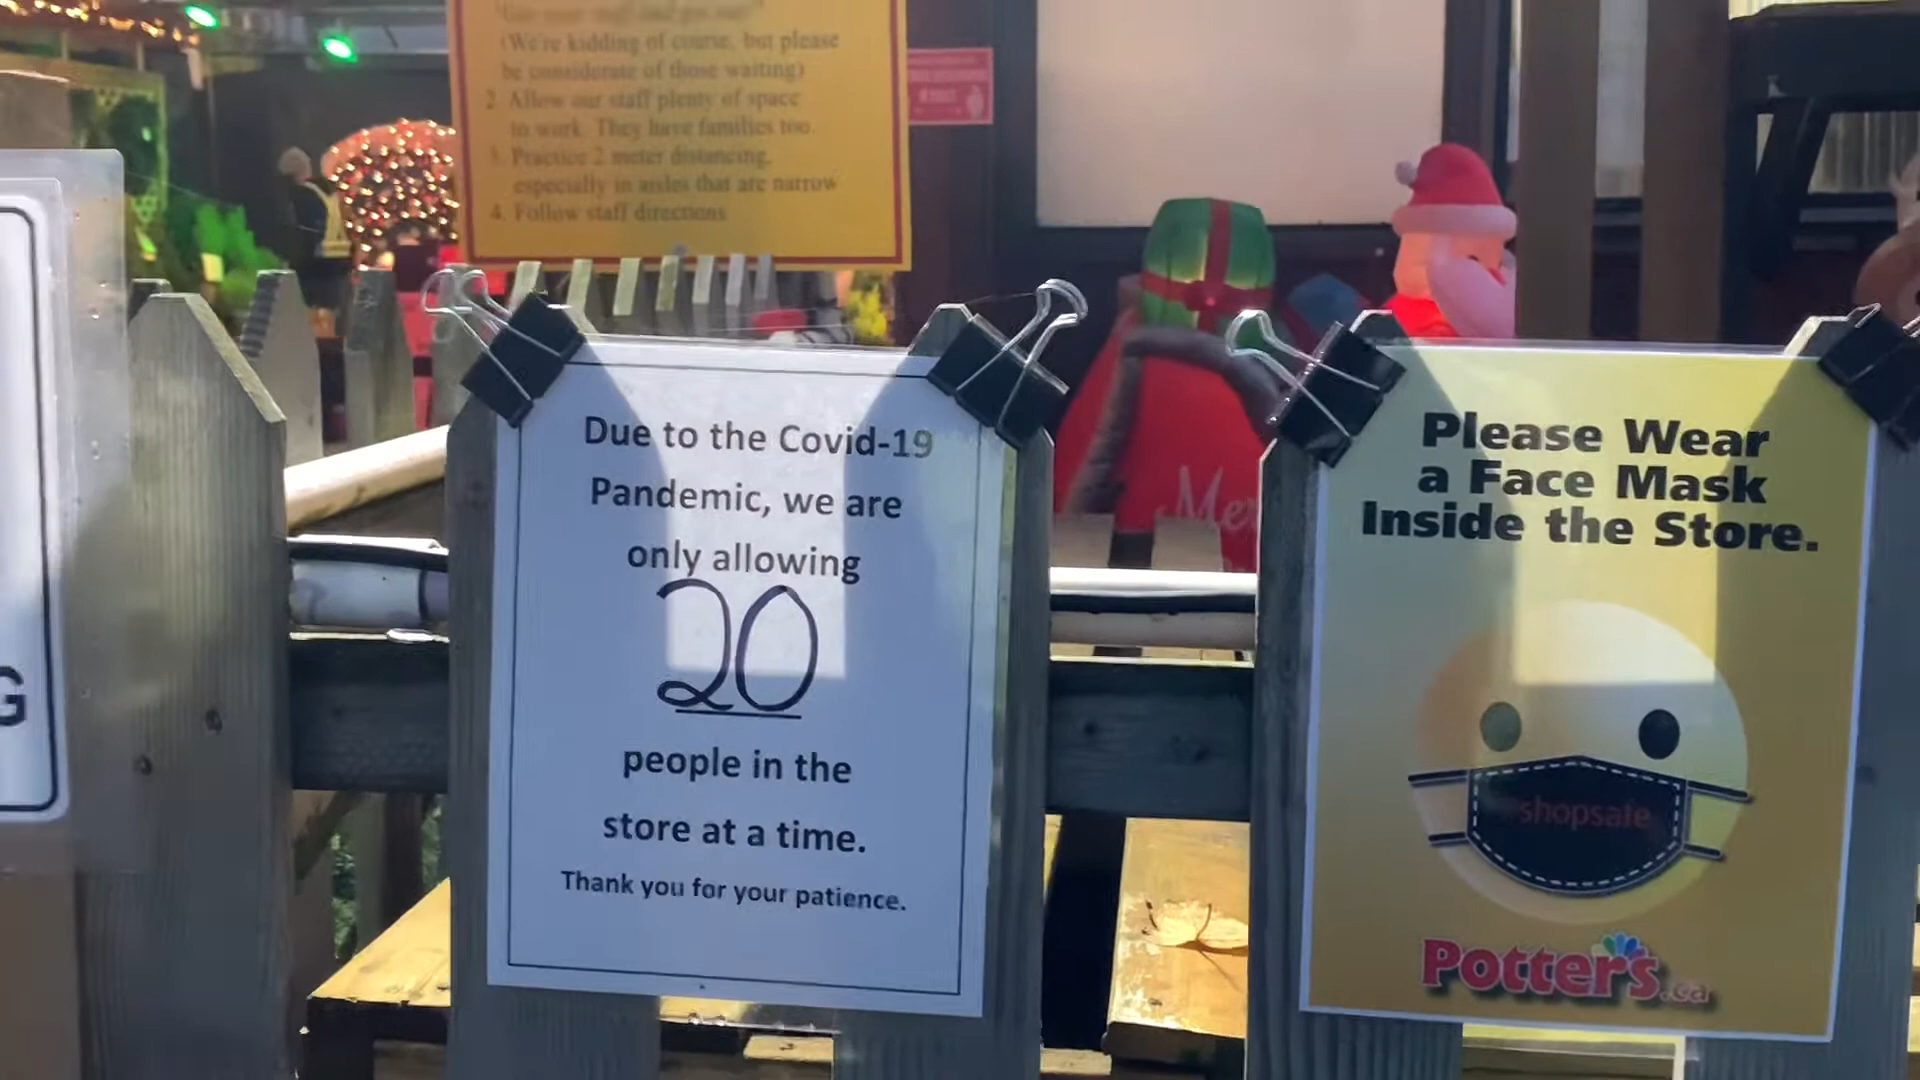 (We're kidding of course, but please
be considerate of those waiting)
2. Allow our staff plenty of space
to work. They have families too.
3. Practice 2 meter distancing,
especially in aisles that are narrow
4. Follow staff directions
Due to the Covid-19
Pandemic, we are
only allowing
20
people in the
store at a time.
Thank you for your patience.
Mer
Please Wear
a Face Mask
Inside the Store.
#shopsafe
Potter's.ca
G